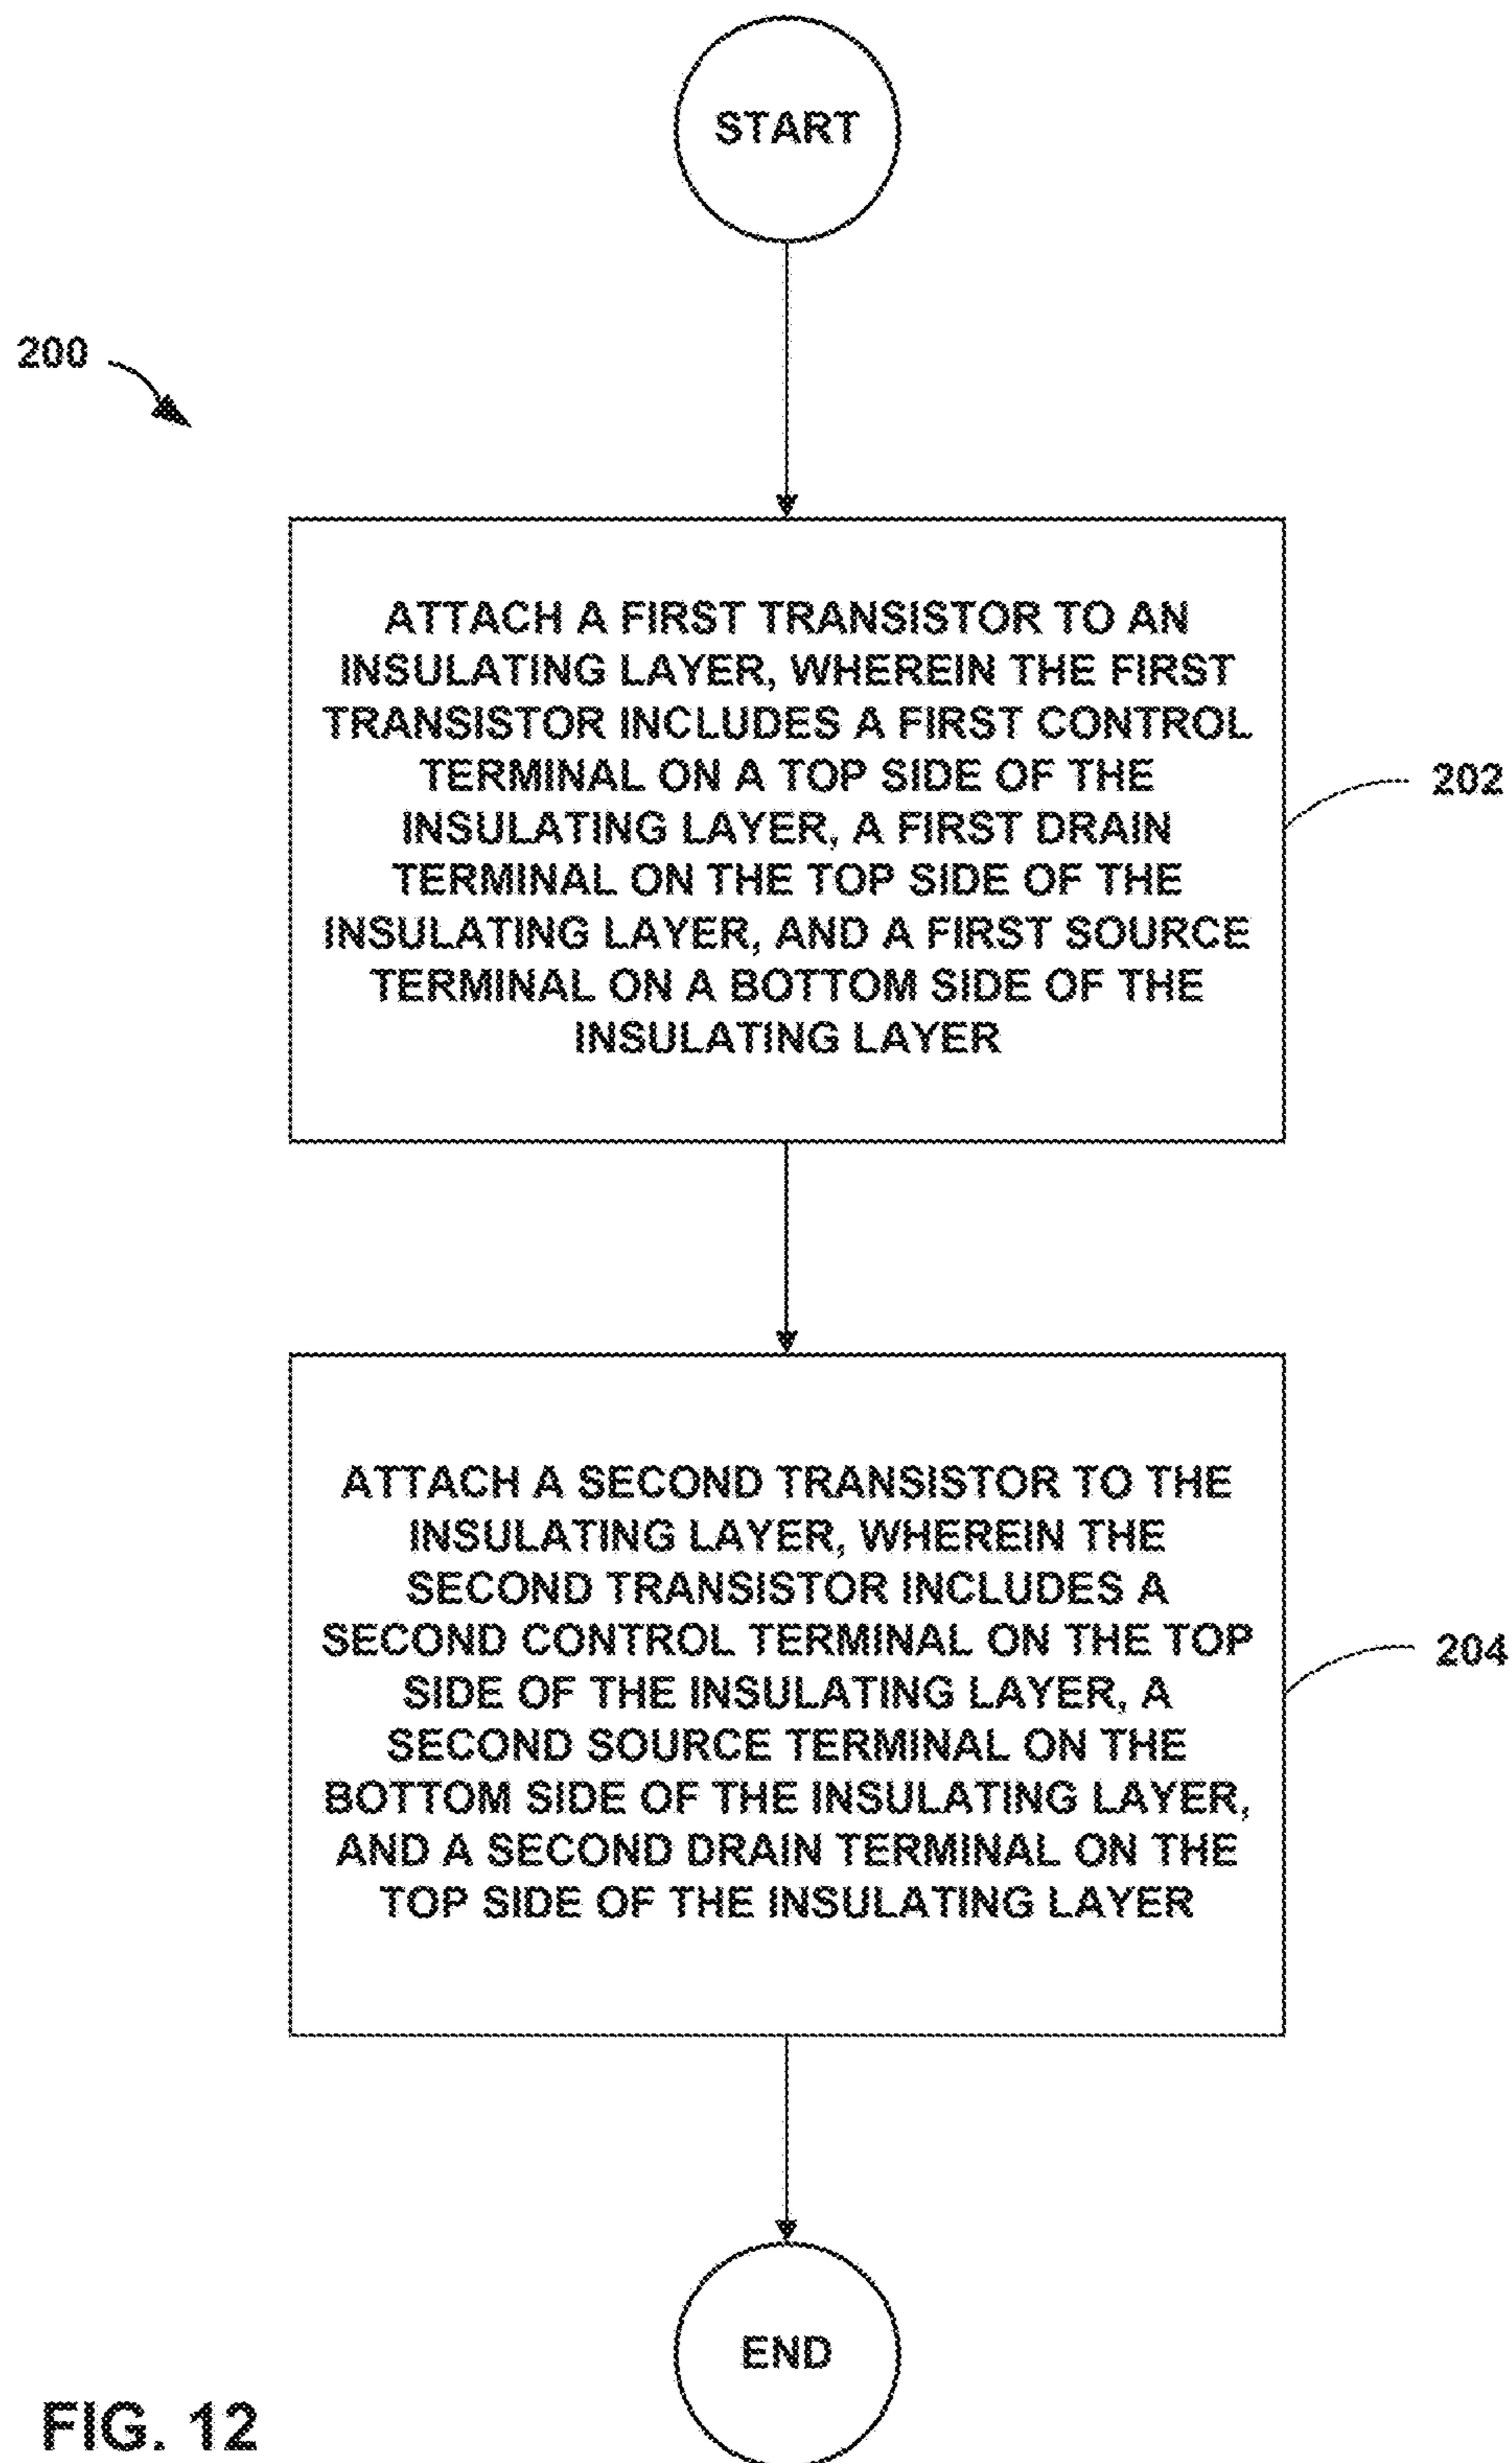 START
200
ATTACH A FIRST TRANSISTOR TO AN
INSULATING LAYER, WHEREIN THE FIRST
TRANSISTOR INCLUDES A FIRST CONTROL
TERMINAL ON A TOP SIDE OF THE
INSULATING LAYER, A FIRST DRAIN
TERMINAL ON THE TOP SIDE OF THE
INSULATING LAYER, AND A FIRST SOURCE
TERMINAL ON A BOTTOM SIDE OF THE
INSULATING LAYER
202
ATTACH A SECOND TRANSISTOR TO THE
INSULATING LAYER, WHEREIN THE
SECOND TRANSISTOR INCLUDES A
SECOND CONTROL TERMINAL ON THE TOP
SIDE OF THE INSULATING LAYER, A
SECOND SOURCE TERMINAL ON THE
BOTTOM SIDE OF THE INSULATING LAYER,
AND A SECOND DRAIN TERMINAL ON THE
TOP SIDE OF THE INSULATING LAYER
204
END
FIG. 12